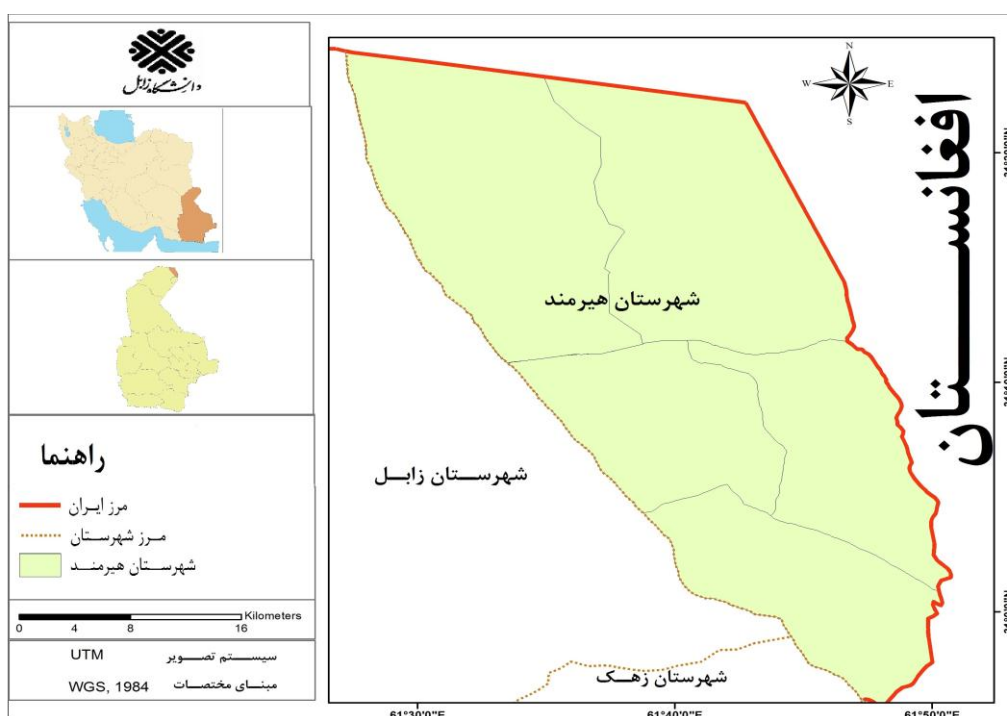 دانشگاه زابل
راهنما
مرز ایران
مرز شهرستان
شهرستان هیرمند
Kilometers
0 4 8 16
سیستم تصویر UTM
مبنای مختصات WGS, 1984
N
W E
S
افغانستان
شهرستان هیرمند
شهرستان زابل
شهرستان زهک
61°30'0"E 61°40'0"E 61°50'0"E